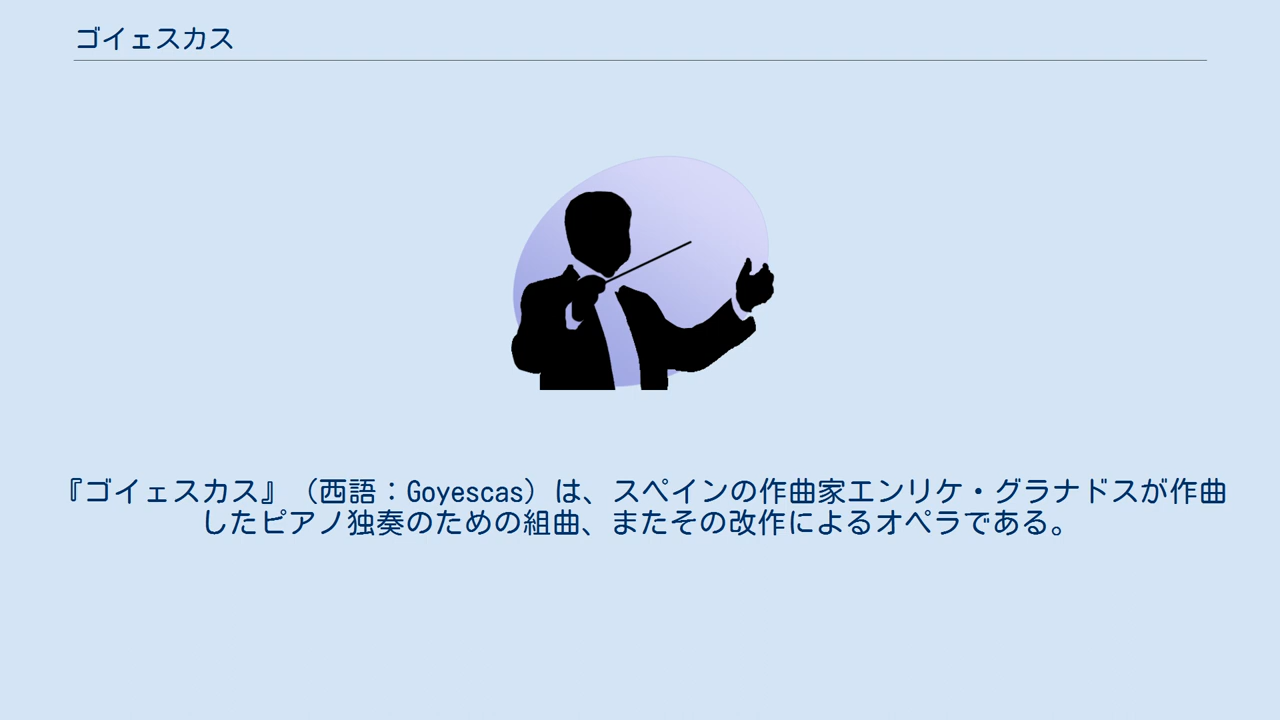 ゴイェスカス
『ゴイェスカス』（西語：Goyescas）は、スペインの作曲家エンリケ・グラナドスが作曲
したピアノ独奏のための組曲、またその改作によるオペラである。